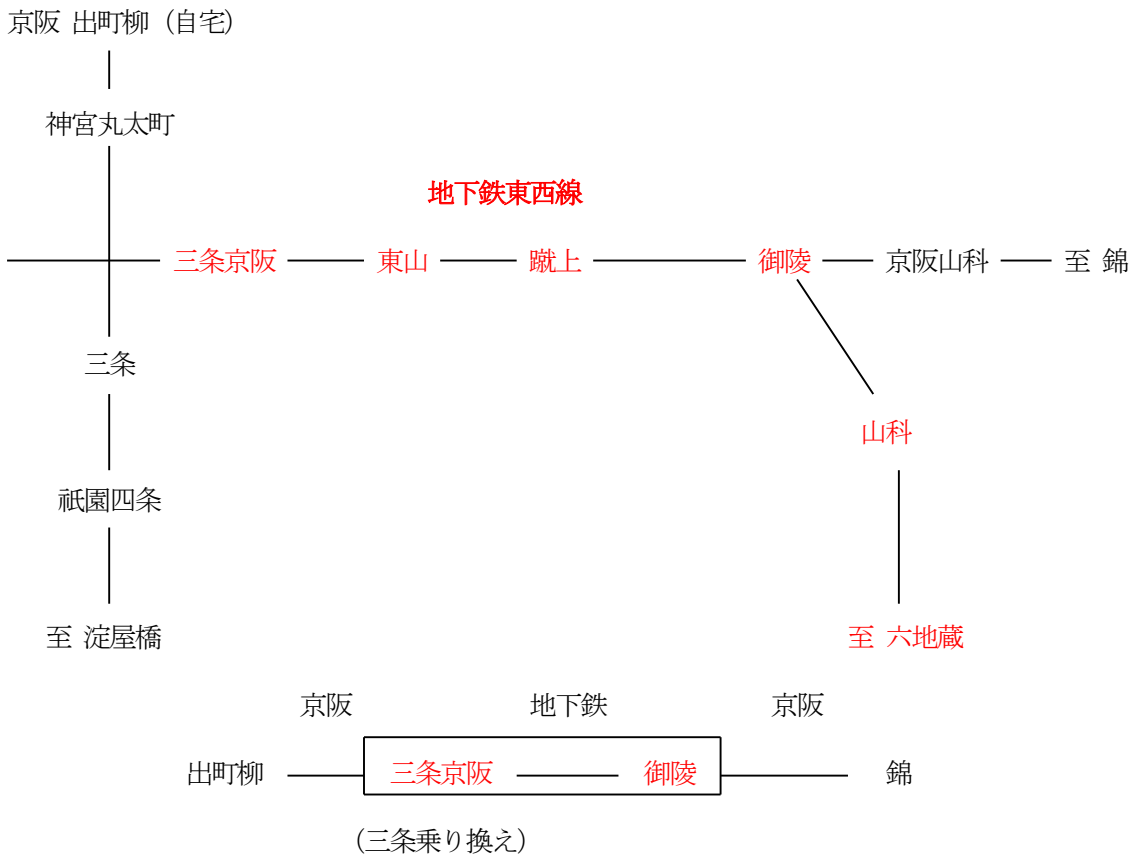 京阪 出町柳（自宅）
神宮丸太町
地下鉄東西線
三条京阪 東山 蹴上 御陵 京阪山科 至 錦
三条
山科
祇園四条
至 淀屋橋 至 六地蔵
京阪 地下鉄 京阪
出町柳 三条京阪 御陵 錦
（三条乗り換え）